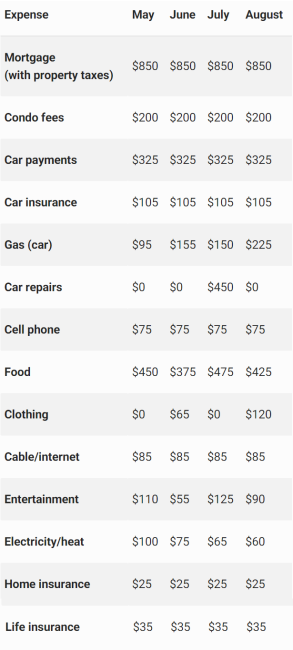 Expense May June July August
Mortgage
(with property taxes) $850 $850 $850 $850
Condo fees $200 $200 $200 $200
Car payments $325 $325 $325 $325
Car insurance $105 $105 $105 $105
Gas (car) $95 $155 $150 $225
Car repairs $0 $0 $450 $0
Cell phone $75 $75 $75 $75
Food $450 $375 $475 $425
Clothing $0 $65 $0 $120
Cable/internet $85 $85 $85 $85
Entertainment $110 $55 $125 $90
Electricity/heat $100 $75 $65 $60
Home insurance $25 $25 $25 $25
Life insurance $35 $35 $35 $35